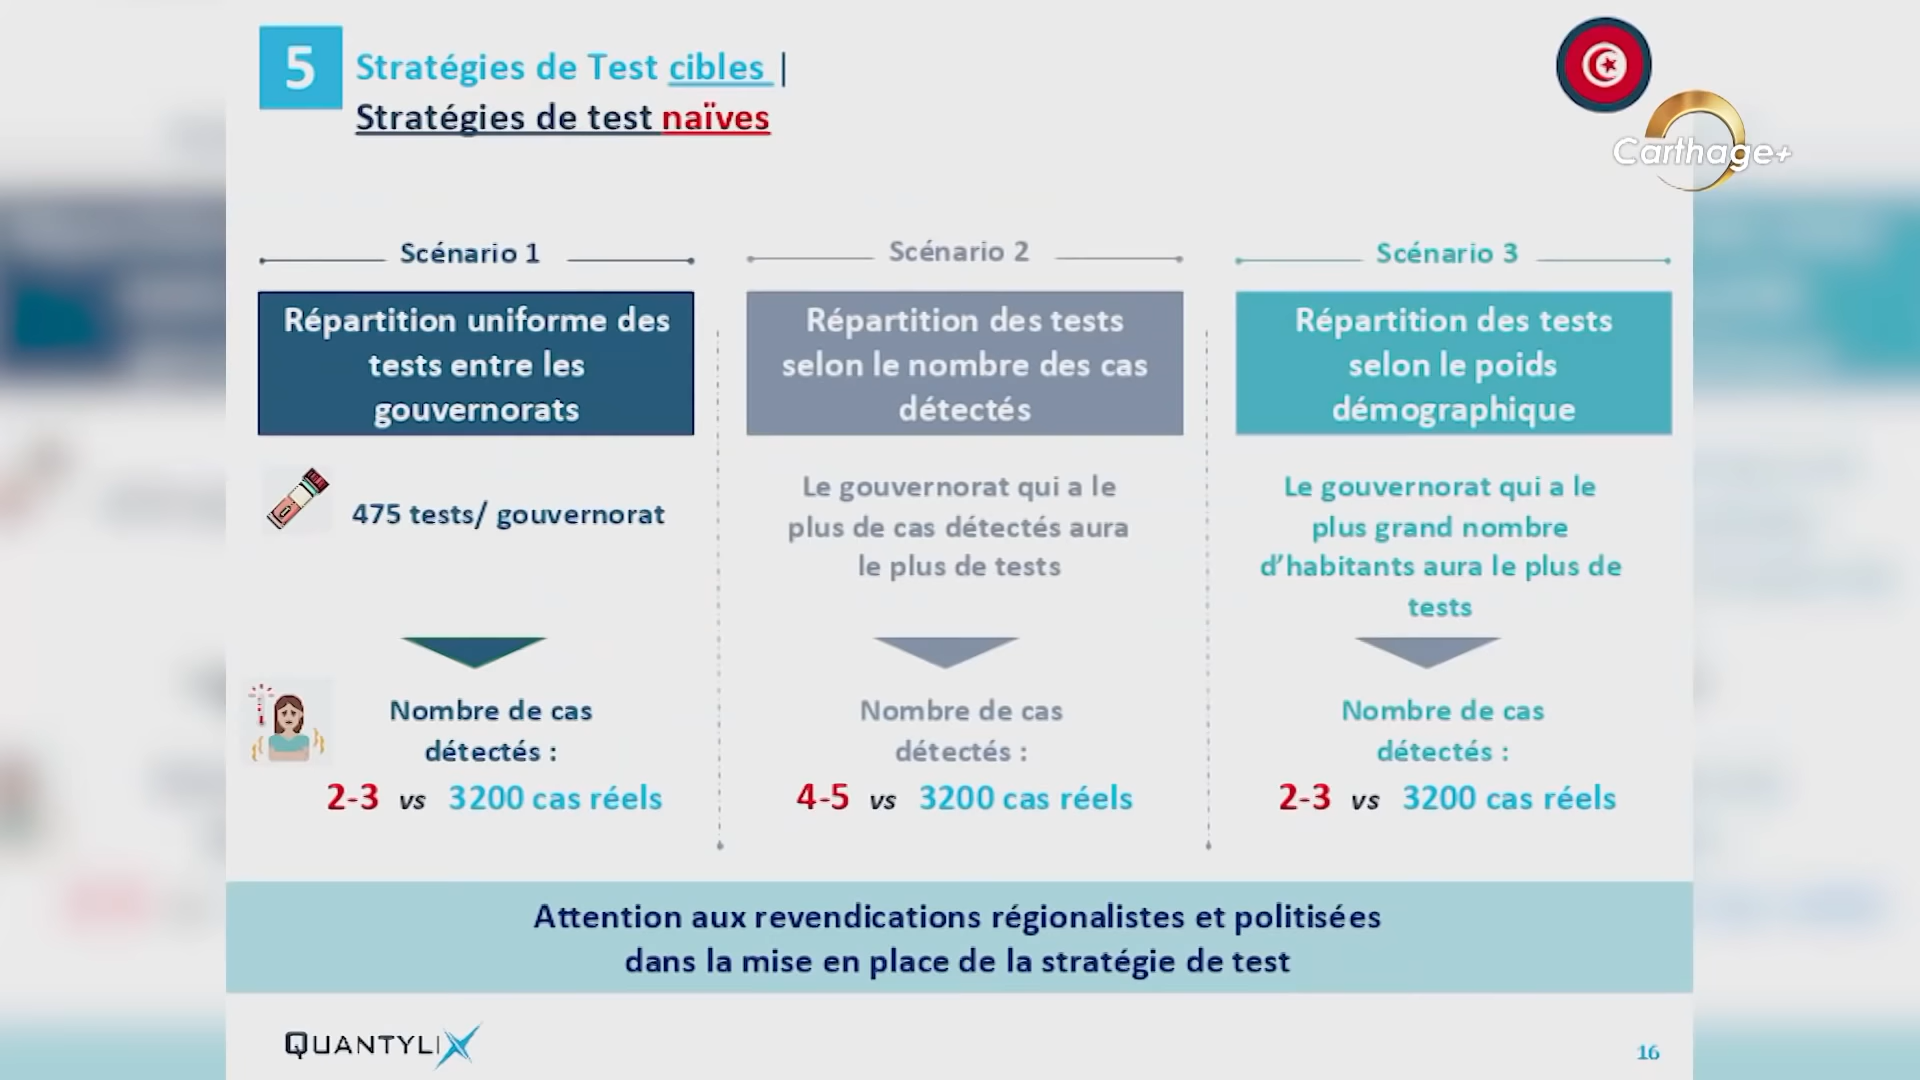 5
Stratégies de Test cibles |
Stratégies de test naïves
Carthage+
Scénario 1
Répartition uniforme des
tests entre les
gouvernorats
475 tests/ gouvernorat
Nombre de cas
détectés :
2-3 vs 3200 cas réels
Scénario 2
Répartition des tests
selon le nombre des cas
détectés
Le gouvernorat qui a le
plus de cas détectés aura
le plus de tests
Nombre de cas
détectés :
4-5 vs 3200 cas réels
Scénario 3
Répartition des tests
selon le poids
démographique
Le gouvernorat qui a le
plus grand nombre
d’habitants aura le plus de
tests
Nombre de cas
détectés :
2-3 vs 3200 cas réels
Attention aux revendications régionalistes et politisées
dans la mise en place de la stratégie de test
QUANTYLIX
16